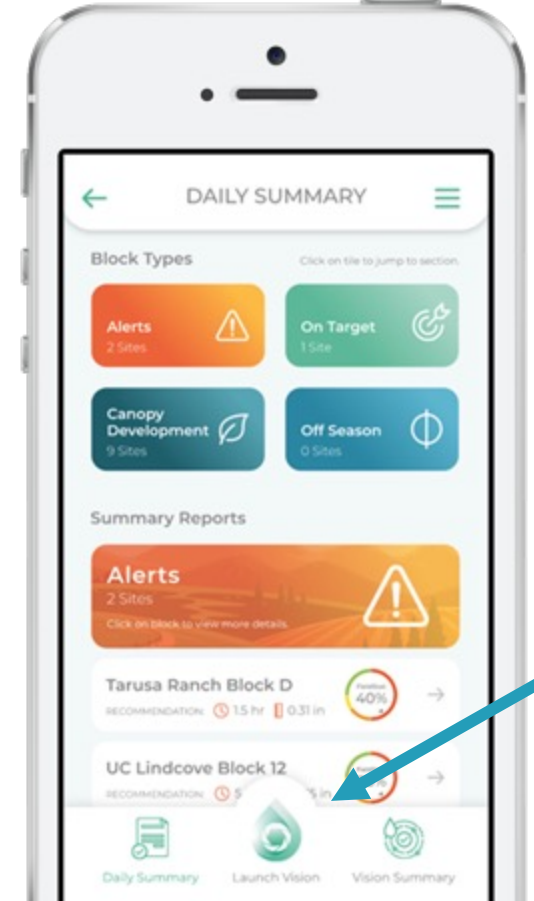 DAILY SUMMARY
Block Types
Click on tile to jump to section.
Alerts
2 Sites
On Target
1 Site
Canopy
Development
9 Sites
Off Season
0 Sites
Summary Reports
Alerts
2 Sites
Click on block to view more details.
Tarusa Ranch Block D
40%
RECOMMENDATION: 1.5 hr 0.31 in
UC Lindcove Block 12
RECOMMENDATION: 5 in
Daily Summary
Launch Vision
Vision Summary